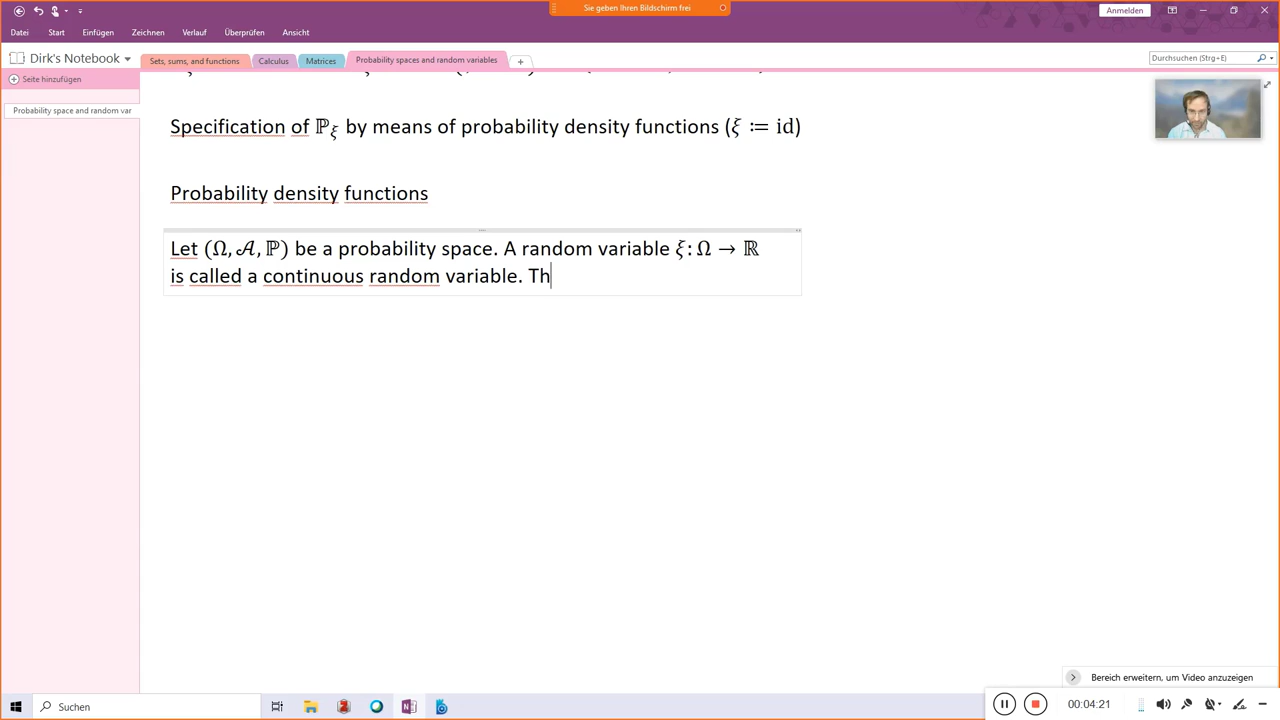 Sie geben Ihren Bildschirm frei
Anmelden
Datei Start Einfügen Zeichnen Verlauf Überprüfen Ansicht
Dirk's Notebook Sets, sums, and functions Calculus Matrices Probability spaces and random variables + Durchsuchen (Strg+E)
Seite hinzufügen
Probability space and random var
Specification of ℙ_ξ by means of probability density functions (ξ ≔ id)
Probability density functions
Let (Ω, 𝒜, ℙ) be a probability space. A random variable ξ: Ω → ℝ
is called a continuous random variable. Th
Bereich erweitern, um Video anzuzeigen
Suchen
00:04:21